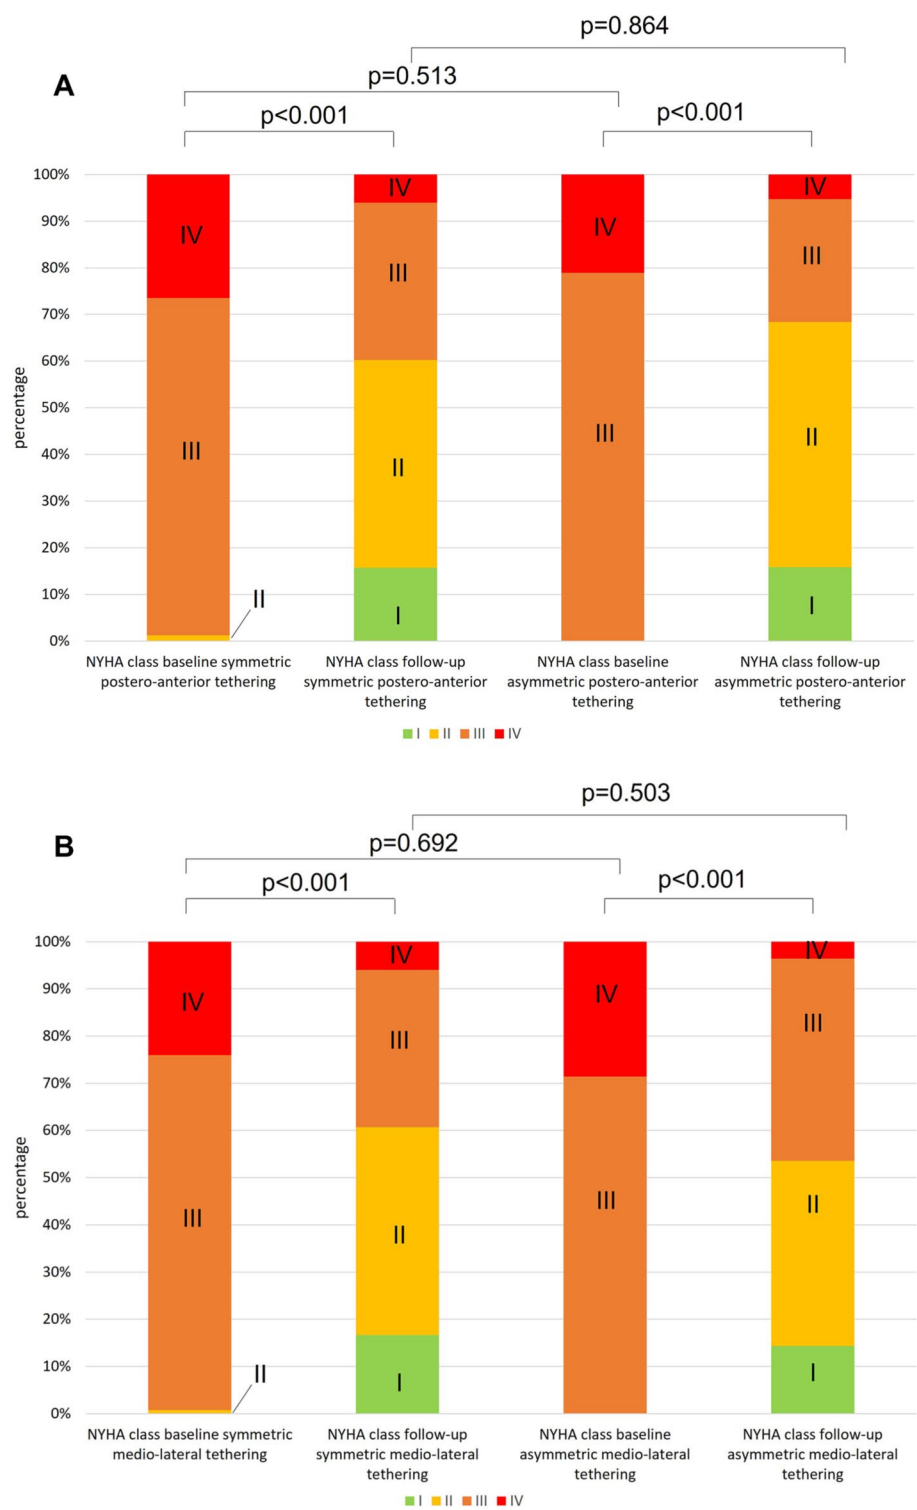 p=0.864
A
p=0.513
p<0.001
p<0.001
100%
90%
80%
70%
60%
50%
40%
30%
20%
10%
0%
percentage
IV
III
II
IV
III
II
I
IV
III
IV
III
II
I
NYHA class baseline symmetric
postero-anterior tethering
NYHA class follow-up
symmetric postero-anterior
tethering
NYHA class baseline
asymmetric postero-anterior
tethering
NYHA class follow-up
asymmetric postero-anterior
tethering
I II III IV
p=0.503
B
p=0.692
p<0.001
p<0.001
100%
90%
80%
70%
60%
50%
40%
30%
20%
10%
0%
percentage
IV
III
II
IV
III
II
I
IV
III
IV
III
II
I
NYHA class baseline symmetric
medio-lateral tethering
NYHA class follow-up
symmetric medio-lateral
tethering
NYHA class baseline
asymmetric medio-lateral
tethering
NYHA class follow-up
asymmetric medio-lateral
tethering
I II III IV